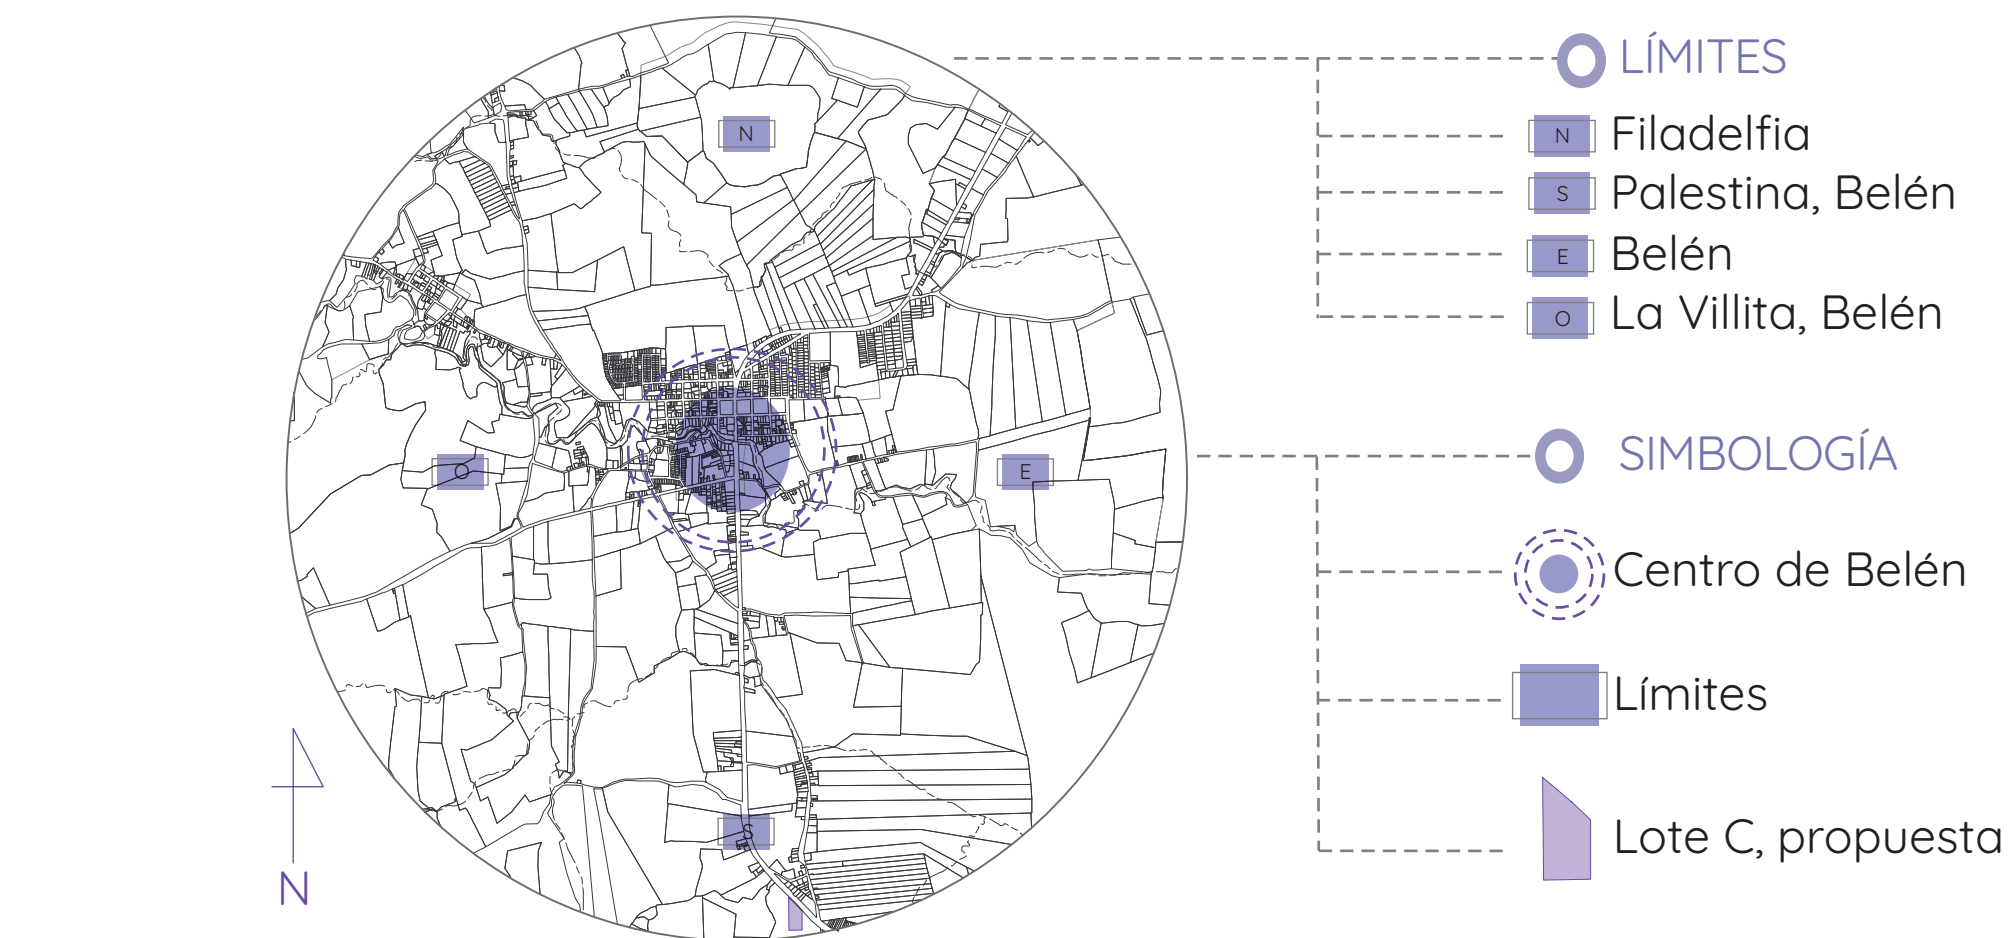 N
O
E
S
N
LÍMITES
N Filadelfia
S Palestina, Belén
E Belén
O La Villita, Belén
SIMBOLOGÍA
Centro de Belén
Límites
Lote C, propuesta